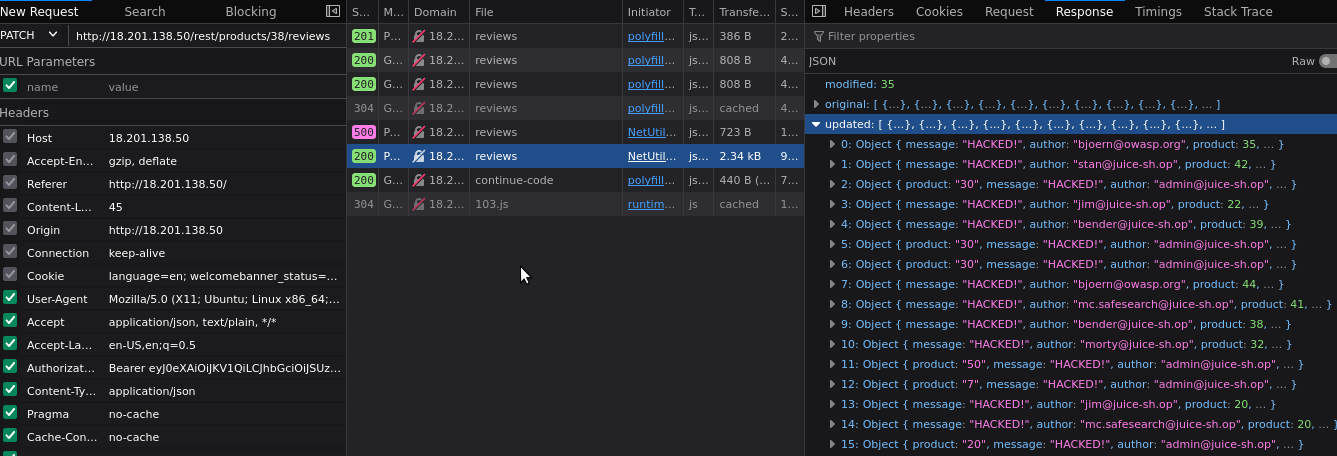 New Request Search Blocking
PATCH http://18.201.138.50/rest/products/38/reviews
URL Parameters
name value
Headers
Host 18.201.138.50
Accept-En... gzip, deflate
Referer http://18.201.138.50/
Content-L... 45
Origin http://18.201.138.50
Connection keep-alive
Cookie language=en; welcomebanner_status=...
User-Agent Mozilla/5.0 (X11; Ubuntu; Linux x86_64;...
Accept application/json, text/plain, */*
Accept-La... en-US,en;q=0.5
Authorizat... Bearer eyJ0eXAiOiJKV1QiLCJhbGciOiJSUz...
Content-Ty... application/json
Pragma no-cache
Cache-Con... no-cache
S... M... Domain File Initiator T... Transfe... S...
201 P... 18.2... reviews polyfill... js... 386 B 2...
200 G... 18.2... reviews polyfill... js... 808 B 4...
200 G... 18.2... reviews polyfill... js... 808 B 4...
304 G... 18.2... reviews polyfill... js... cached 4...
500 P... 18.2... reviews NetUtil... js... 723 B 1...
200 P... 18.2... reviews NetUtil... js... 2.34 kB 9...
200 G... 18.2... continue-code polyfill... js... 440 B (... 7...
304 G... 18.2... 103.js runtim... js cached 1...
Headers Cookies Request Response Timings Stack Trace
Filter properties
JSON Raw
modified: 35
original: [ {...}, {...}, {...}, {...}, {...}, {...}, {...}, {...}, {...}, {...}, ... ]
updated: [ {...}, {...}, {...}, {...}, {...}, {...}, {...}, {...}, {...}, {...}, ... ]
0: Object { message: "HACKED!", author: "bjoern@owasp.org", product: 35, ... }
1: Object { message: "HACKED!", author: "stan@juice-sh.op", product: 42, ... }
2: Object { product: "30", message: "HACKED!", author: "admin@juice-sh.op", ... }
3: Object { message: "HACKED!", author: "jim@juice-sh.op", product: 22, ... }
4: Object { message: "HACKED!", author: "bender@juice-sh.op", product: 39, ... }
5: Object { product: "30", message: "HACKED!", author: "admin@juice-sh.op", ... }
6: Object { product: "30", message: "HACKED!", author: "admin@juice-sh.op", ... }
7: Object { message: "HACKED!", author: "bjoern@owasp.org", product: 44, ... }
8: Object { message: "HACKED!", author: "mc.safesearch@juice-sh.op", product: 41, ... }
9: Object { message: "HACKED!", author: "bender@juice-sh.op", product: 38, ... }
10: Object { message: "HACKED!", author: "morty@juice-sh.op", product: 32, ... }
11: Object { product: "50", message: "HACKED!", author: "admin@juice-sh.op", ... }
12: Object { product: "7", message: "HACKED!", author: "admin@juice-sh.op", ... }
13: Object { message: "HACKED!", author: "jim@juice-sh.op", product: 20, ... }
14: Object { message: "HACKED!", author: "mc.safesearch@juice-sh.op", product: 20, ... }
15: Object { product: "20", message: "HACKED!", author: "admin@juice-sh.op", ... }